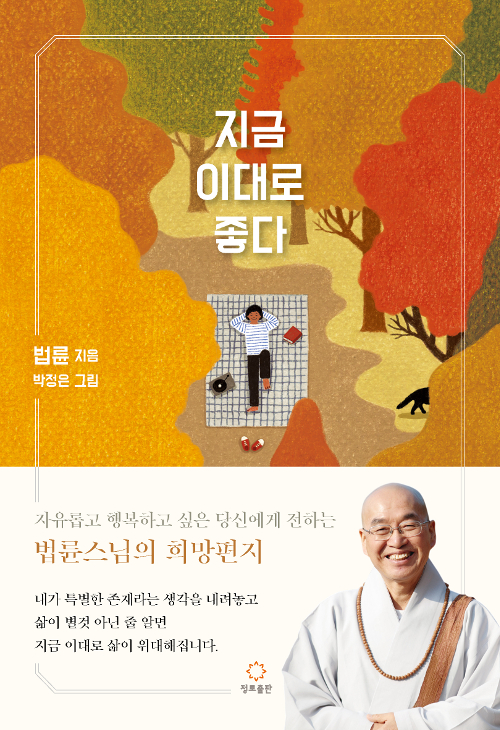 지금
이대로
좋다
법륜 지음
박정은 그림
자유롭고 행복하고 싶은 당신에게 전하는
법륜스님의 희망편지
내가 특별한 존재라는 생각을 내려놓고
삶이 별것 아닌 줄 알면
지금 이대로 삶이 위대해집니다.
정토출판